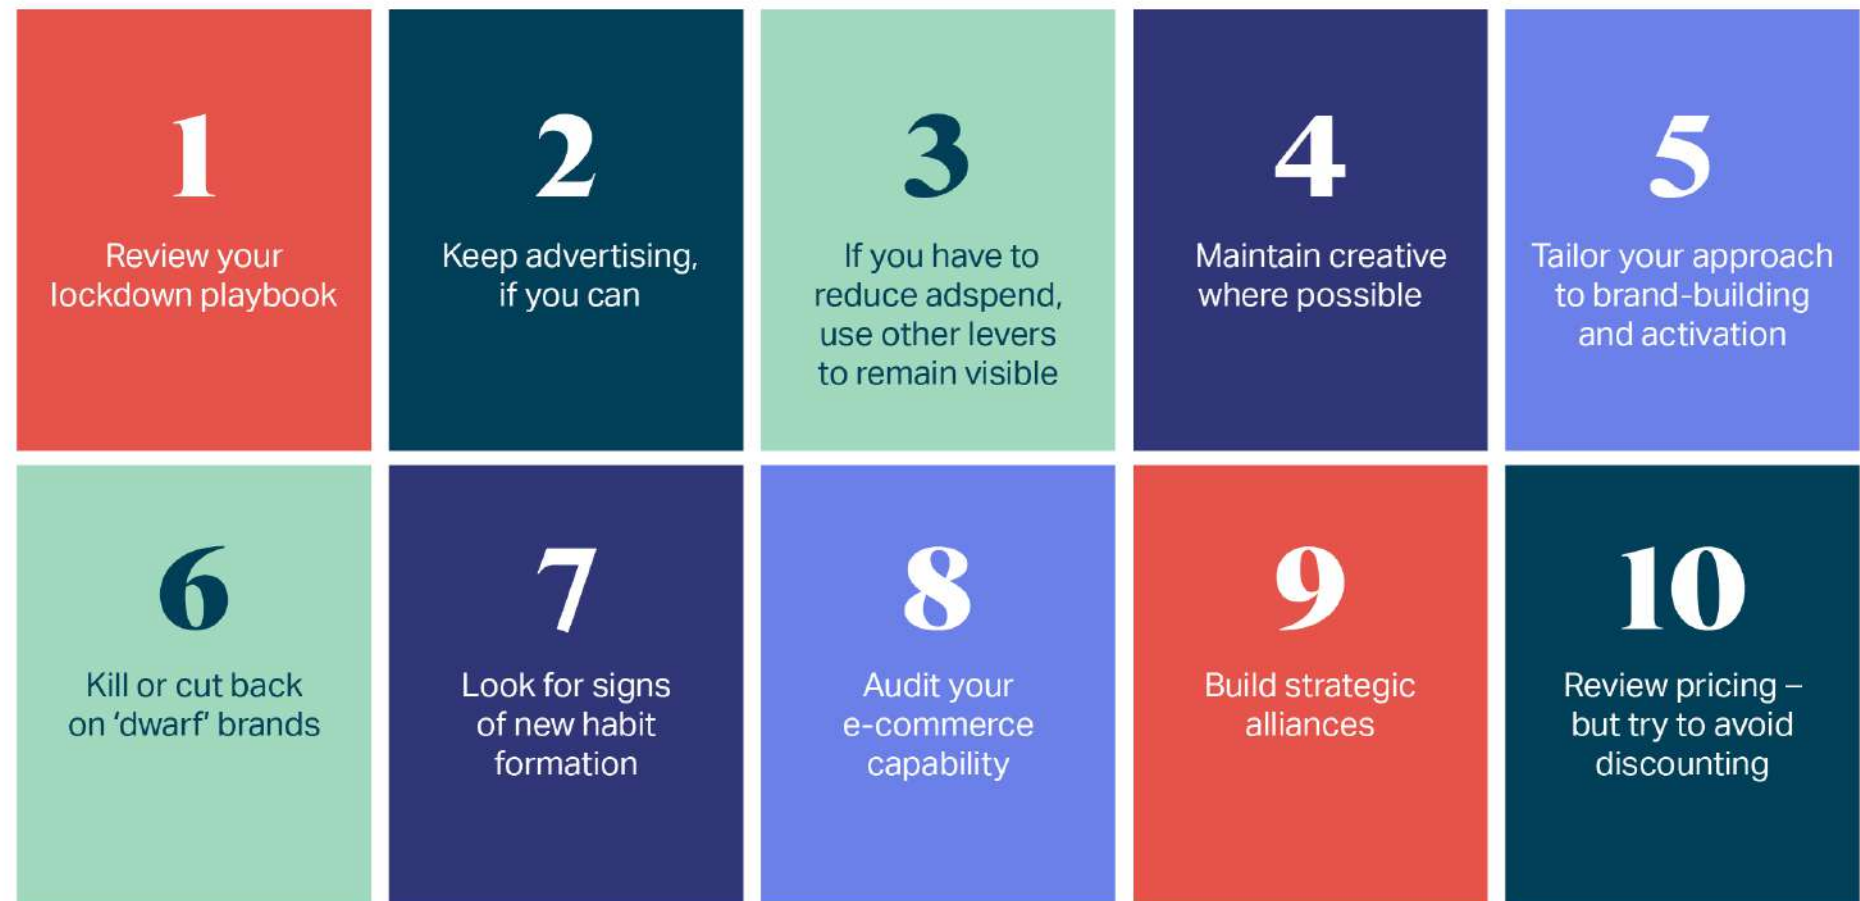 1
Review your
lockdown playbook
2
Keep advertising,
if you can
3
If you have to
reduce adspend,
use other levers
to remain visible
4
Maintain creative
where possible
5
Tailor your approach
to brand-building
and activation
6
Kill or cut back
on ‘dwarf’ brands
7
Look for signs
of new habit
formation
8
Audit your
e-commerce
capability
9
Build strategic
alliances
10
Review pricing –
but try to avoid
discounting